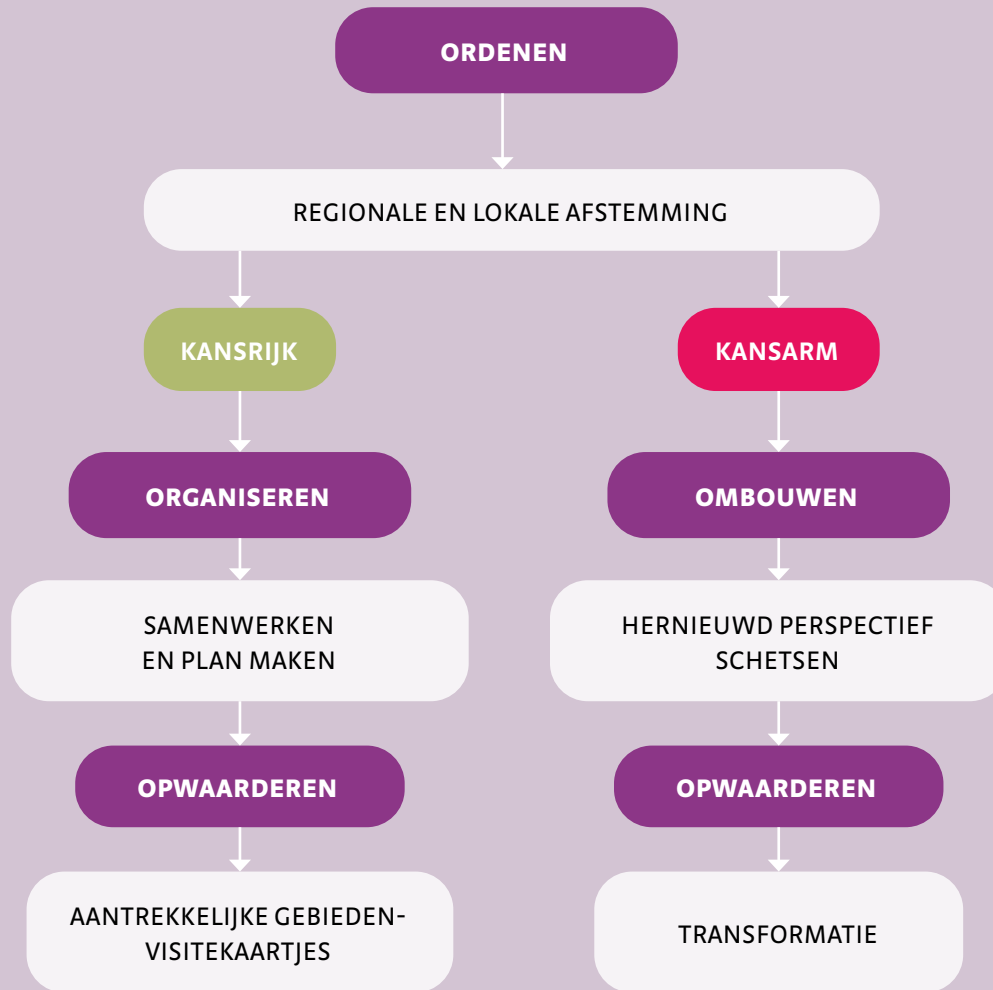 ORDENEN
REGIONALE EN LOKALE AFSTEMMING
KANSRIJK
KANSARM
ORGANISEREN
OMBOUWEN
SAMENWERKEN
EN PLAN MAKEN
HERNIEUWD PERSPECTIEF
SCHETSEN
OPWAARDEREN
OPWAARDEREN
AANTREKKELIJKE GEBIEDEN-
VISITEKAARTJES
TRANSFORMATIE